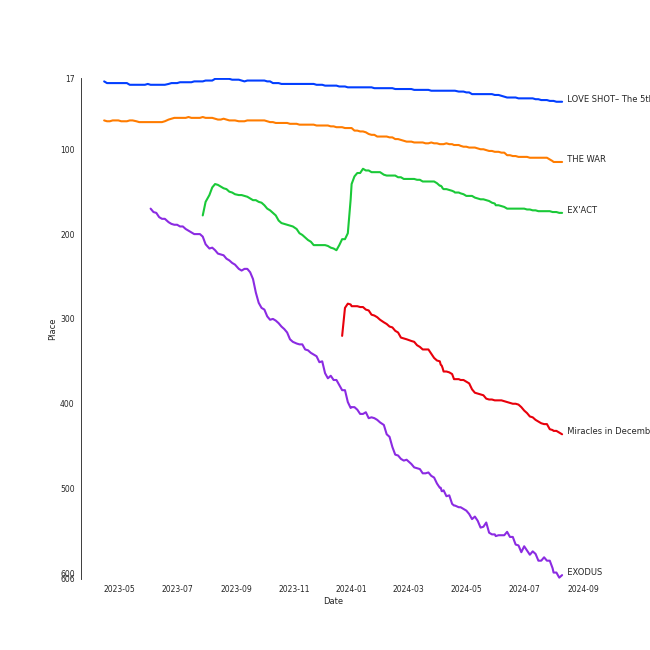 17
LOVE SHOT– The 5tl
100
THE WAR
200
EX'ACT
300
Place
400
Miracles in Decemb
500
600
606
EXODUS
2023-05
2023-07
2023-09
2023-11
2024-01
2024-03
2024-05
2024-07
2024-09
Date